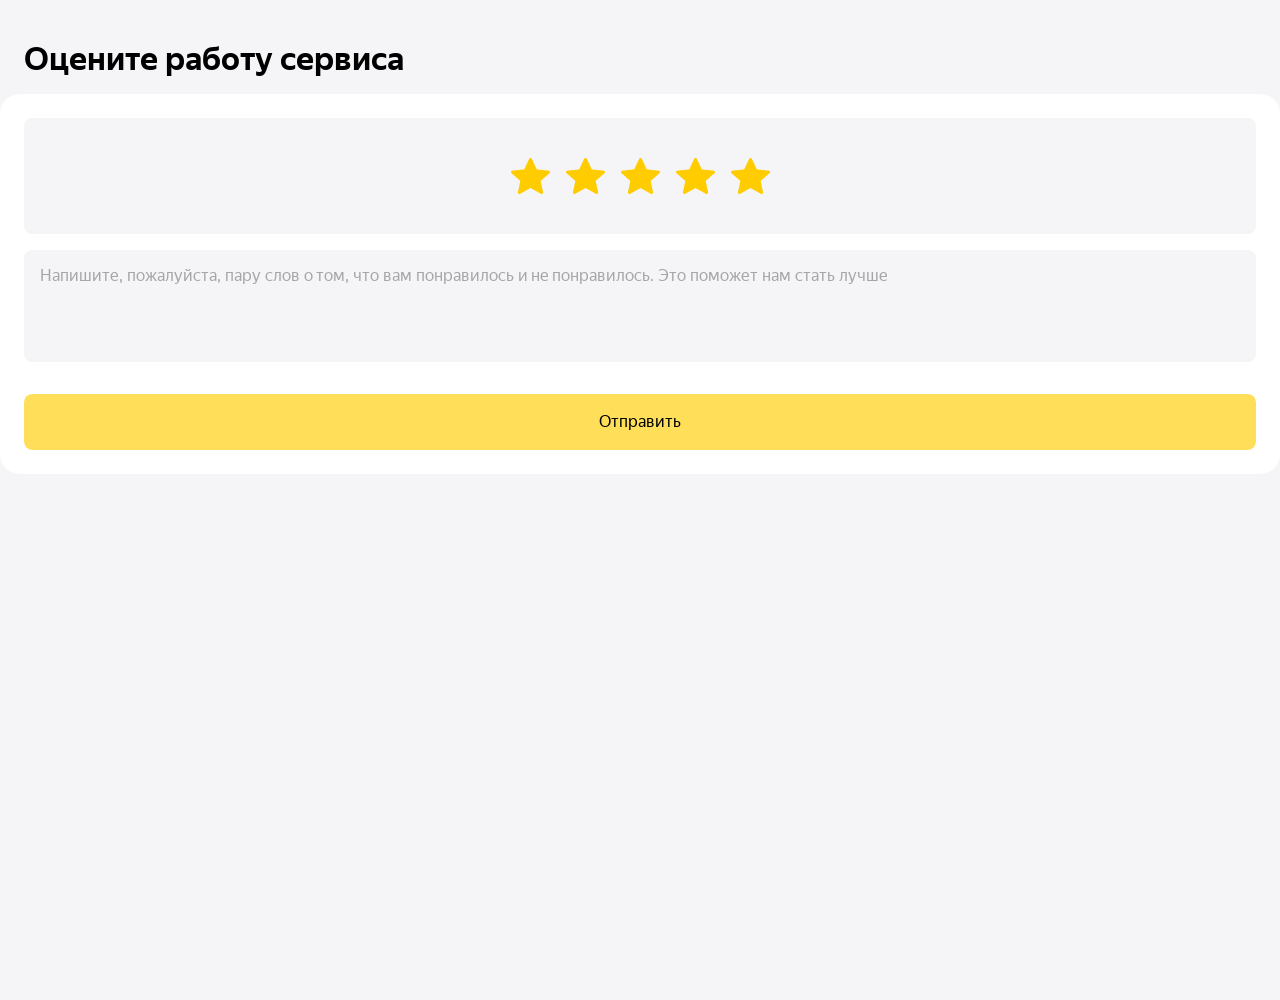 Оцените работу сервиса
Напишите, пожалуйста, пару слов о том, что вам понравилось и не понравилось. Это поможет нам стать лучше
Отправить